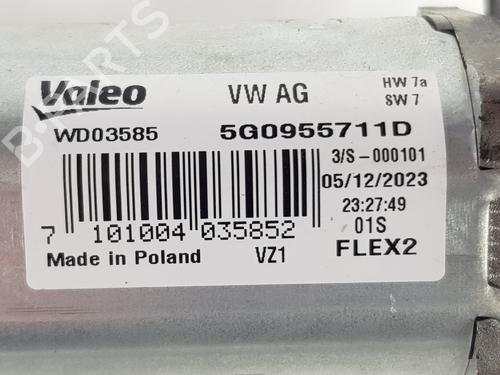 Valeo
VW AG
HW 7a
SW 7
WD03585
5G0955711D
3/S-000101
05/12/2023
23:27:49
01S
7 101004 035852
Made in Poland
VZ1
FLEX2
B-PARTS